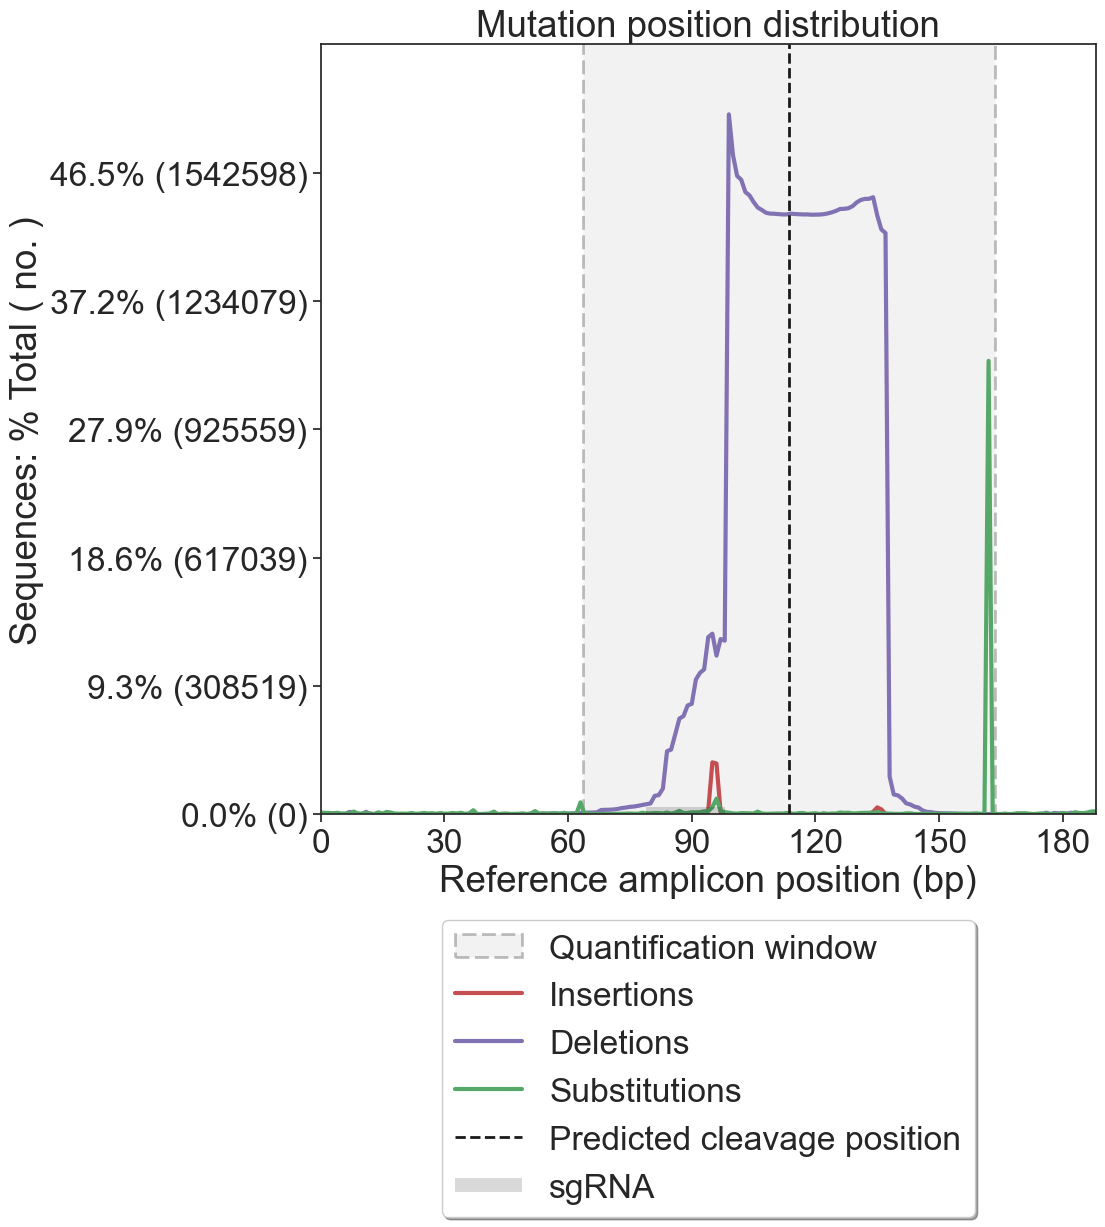 Mutation position distribution
Sequences: % Total ( no. )
46.5% (1542598)
37.2% (1234079)
27.9% (925559)
18.6% (617039)
9.3% (308519)
0.0% (0)
0 30 60 90 120 150 180
Reference amplicon position (bp)
Quantification window
Insertions
Deletions
Substitutions
Predicted cleavage position
sgRNA